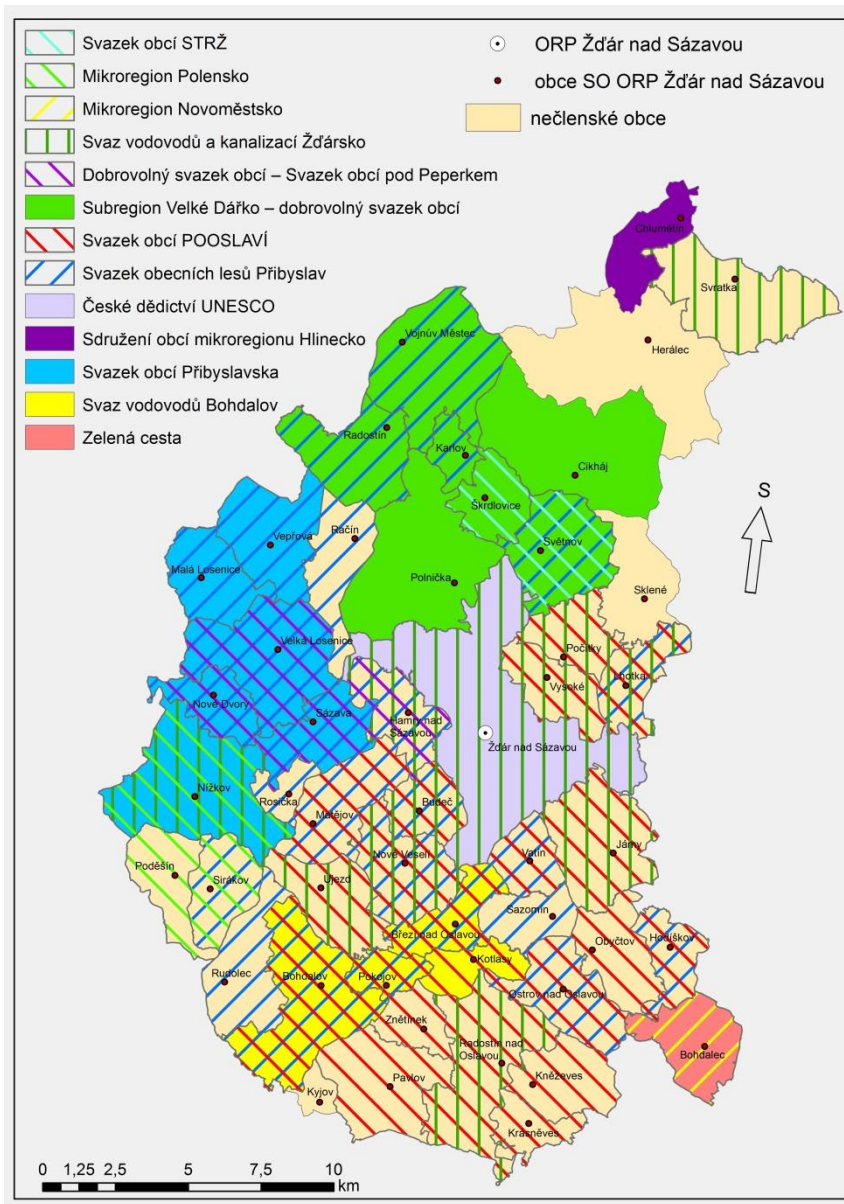 Svazek obcí STRŽ
Mikroregion Polensko
Mikroregion Novoměstsko
Svaz vodovodů a kanalizací Žďársko
Dobrovolný svazek obcí – Svazek obcí pod Peperkem
Subregion Velké Dářko – dobrovolný svazek obcí
Svazek obcí POOSLAVÍ
Svazek obecních lesů Přibyslav
České dědictví UNESCO
Sdružení obcí mikroregionu Hlinecko
Svazek obcí Přibyslavska
Svaz vodovodů Bohdalov
Zelená cesta
ORP Žďár nad Sázavou
obce SO ORP Žďár nad Sázavou
nečlenské obce
Chlumětín
Svratka
Herálec
Vojnův Městec
Radostín
Karlov
Cikháj
Škrdlovice
Světnov
Račín
Vepřová
Malá Losenice
Polnička
Sklené
S
Velká Losenice
Počítky
Vysoké
Lhotka
Nové Dvory
Sázava
Hamry nad
Sázavou
Žďár nad Sázavou
Nížkov
Rosička
Matějov
Budeč
Nové Veselí
Vatín
Jámy
Poděšín
Sirákov
Újezd
Sazomín
Březí nad Oslavou
Obyčtov
Hodíškov
Kotlasy
Rudolec
Bohdalov
Pokojov
Ostrov nad Oslavou
Znětínek
Radostín nad
Oslavou
Bohdalec
Kyjov
Pavlov
Kněževes
Krásněves
0 1,25 2,5 5 7,5 10
km